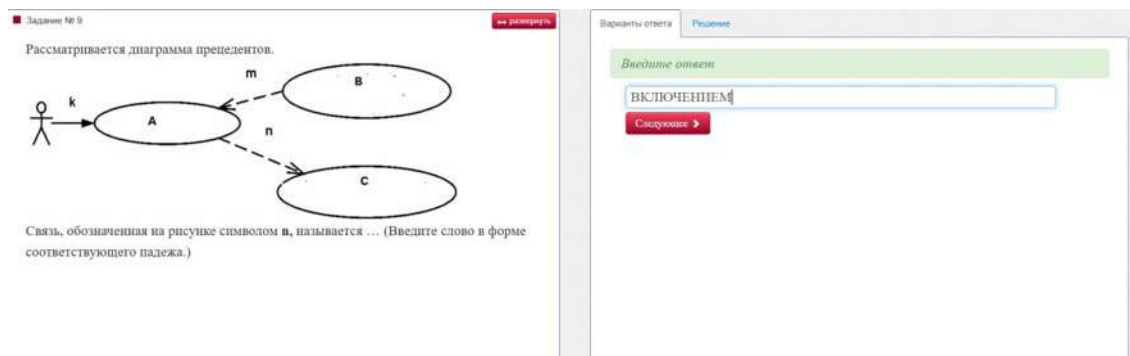 Задание № 9
развернуть
Рассматривается диаграмма прецедентов.
m
B
k
A
n
C
Связь, обозначенная на рисунке символом n, называется … (Введите слово в форме
соответствующего падежа.)
Варианты ответа
Решение
Введите ответ
ВКЛЮЧЕНИЕМ
Следующее